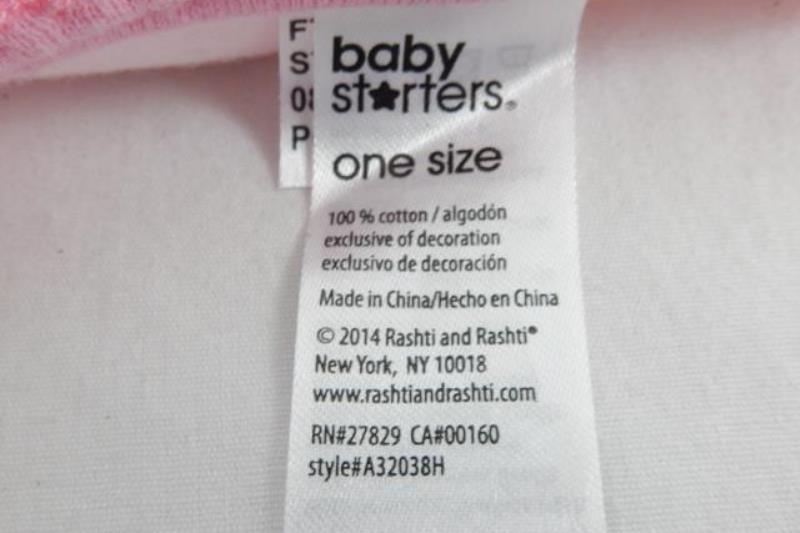 baby
starters®
one size
100 % cotton / algodón
exclusive of decoration
exclusivo de decoración
Made in China/Hecho en China
© 2014 Rashti and Rashti®
New York, NY 10018
www.rashtiandrashti.com
RN#27829 CA#00160
style#A32038H